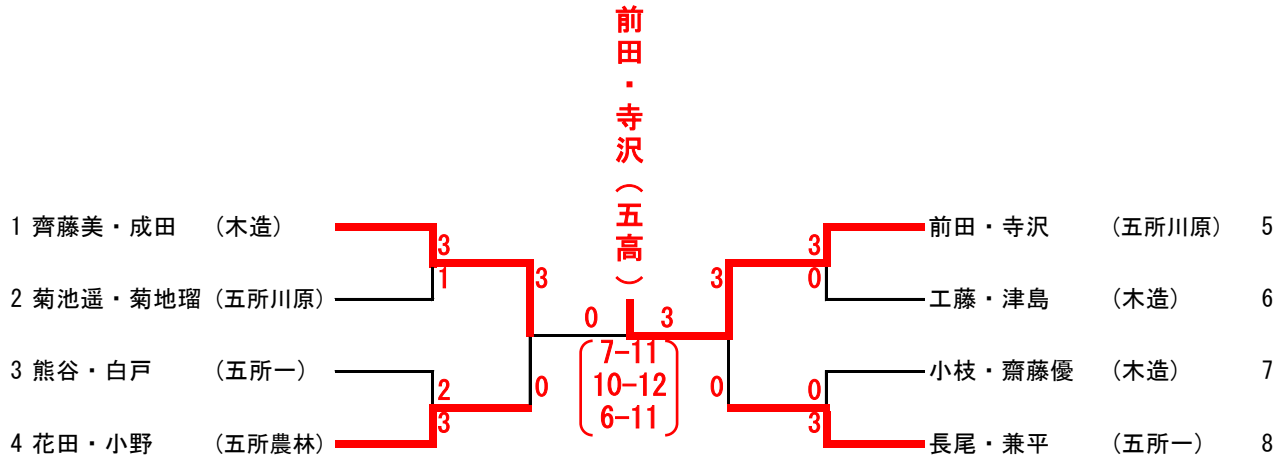 前田・寺沢（五高）
1 齊藤美・成田 （木造）
2 菊池遥・菊地瑠 （五所川原）
3 熊谷・白戸 （五所一）
4 花田・小野 （五所農林）
3
1
3
2
3
0
0
3
7-11
10-12
6-11
3
0
3
0
3
0
前田・寺沢 （五所川原） 5
工藤・津島 （木造） 6
小枝・齋藤優 （木造） 7
長尾・兼平 （五所一） 8